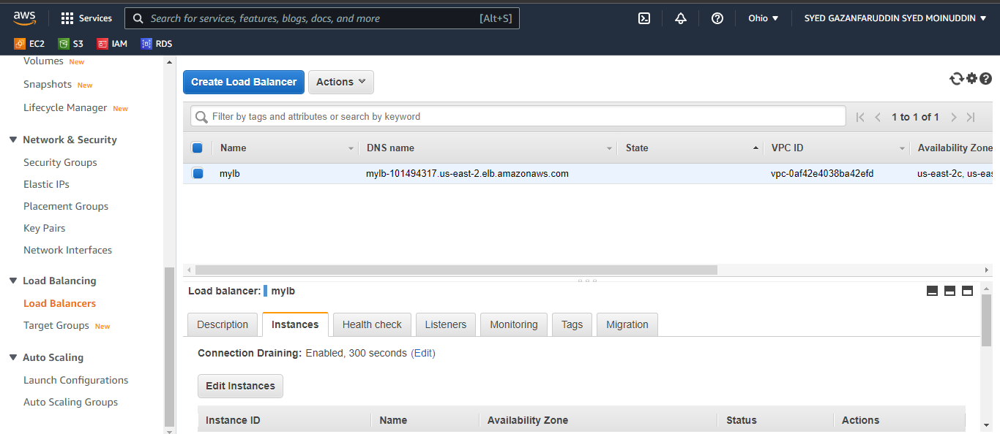 aws Services Search for services, features, blogs, docs, and more [Alt+S] Ohio SYED GAZANFARUDDIN SYED MOINUDDIN
EC2 S3 IAM RDS
Volumes New
Snapshots New
Lifecycle Manager New
Network & Security
Security Groups
Elastic IPs
Placement Groups
Key Pairs
Network Interfaces
Load Balancing
Load Balancers
Target Groups New
Auto Scaling
Launch Configurations
Auto Scaling Groups
Create Load Balancer Actions
Filter by tags and attributes or search by keyword 1 to 1 of 1
Name DNS name State VPC ID Availability Zone
mylb mylb-101494317.us-east-2.elb.amazonaws.com vpc-0af42e4038ba42efd us-east-2c, us-eas
Load balancer: mylb
Description Instances Health check Listeners Monitoring Tags Migration
Connection Draining: Enabled, 300 seconds (Edit)
Edit Instances
Instance ID Name Availability Zone Status Actions